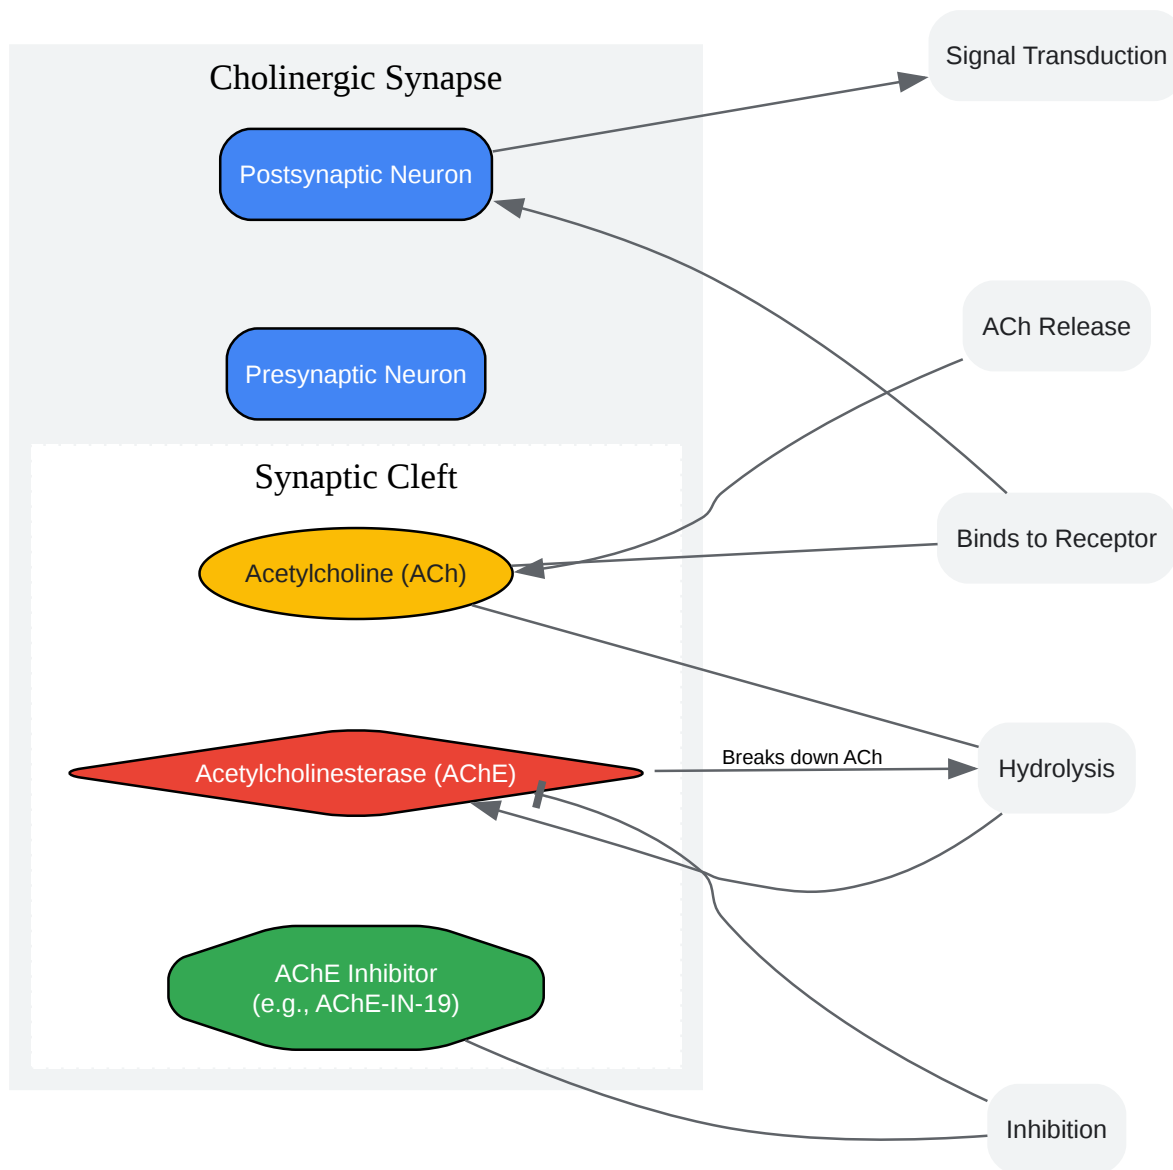 Signal Transduction
Cholinergic Synapse
Postsynaptic Neuron
ACh Release
Presynaptic Neuron
Synaptic Cleft
Binds to Receptor
Acetylcholine (ACh)
Breaks down ACh
Hydrolysis
Acetylcholinesterase (AChE)
AChE Inhibitor
(e.g., AChE-IN-19)
Inhibition